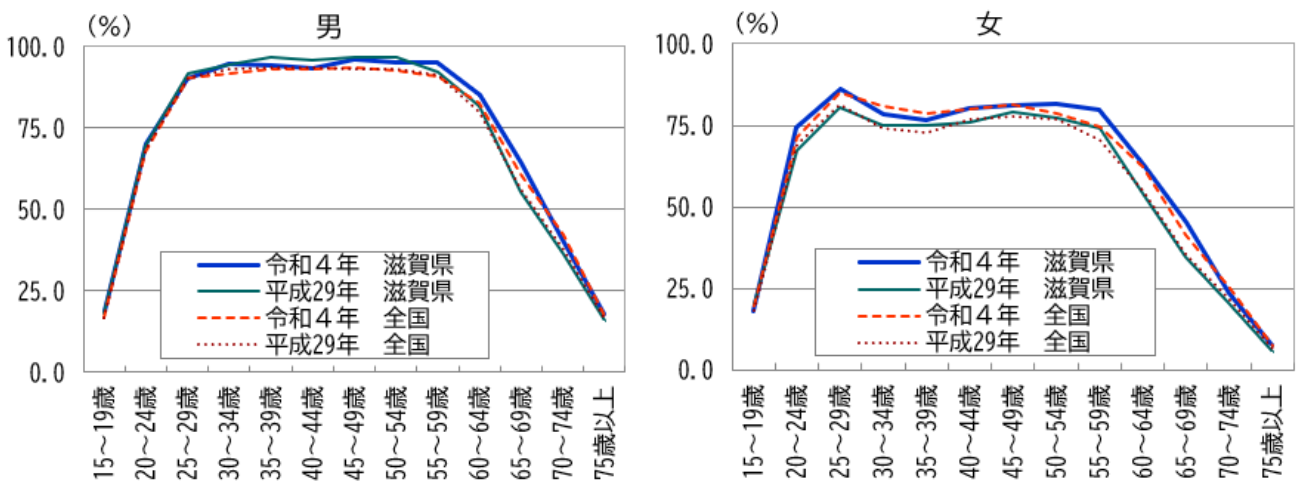 (%)
男
100.0
75.0
50.0
25.0
0.0
令和4年 滋賀県
平成29年 滋賀県
令和4年 全国
平成29年 全国
15~19歳
20~24歳
25~29歳
30~34歳
35~39歳
40~44歳
45~49歳
50~54歳
55~59歳
60~64歳
65~69歳
70~74歳
75歳以上
(%)
女
100.0
75.0
50.0
25.0
0.0
令和4年 滋賀県
平成29年 滋賀県
令和4年 全国
平成29年 全国
15~19歳
20~24歳
25~29歳
30~34歳
35~39歳
40~44歳
45~49歳
50~54歳
55~59歳
60~64歳
65~69歳
70~74歳
75歳以上